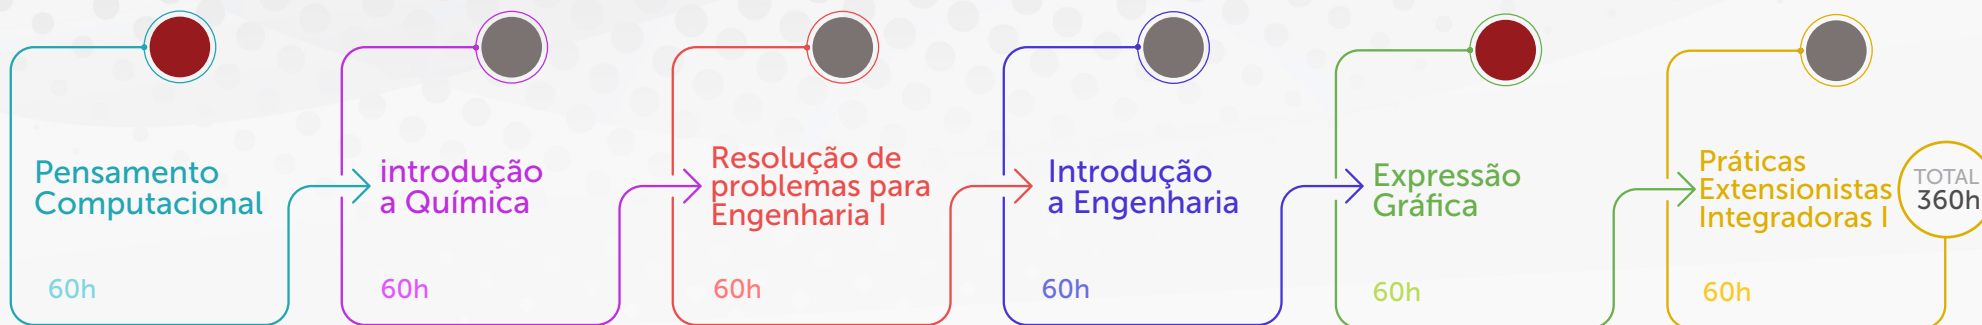 Pensamento
Computacional
60h
introdução
a Química
60h
Resolução de
problemas para
Engenharia I
60h
Introdução
a Engenharia
60h
Expressão
Gráfica
60h
Práticas
Extensionistas
Integradoras I
60h
TOTAL
360h